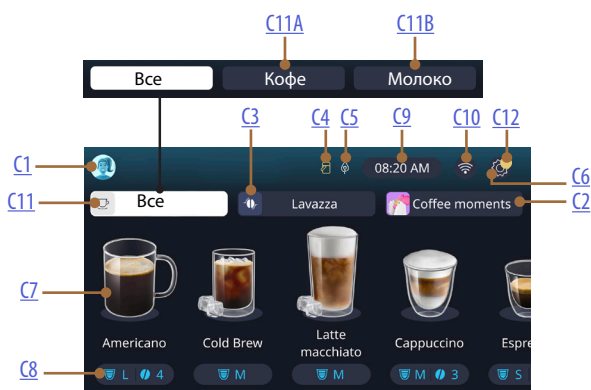 C11A C11B
Все Кофе Молоко
C3 C4 C5 C9 C10 C12
C1 08:20 AM C6
C11 Все Lavazza Coffee moments C2
C7
Americano Cold Brew Latte macchiato Cappuccino Espre
C8 L 4 M M M 3 S